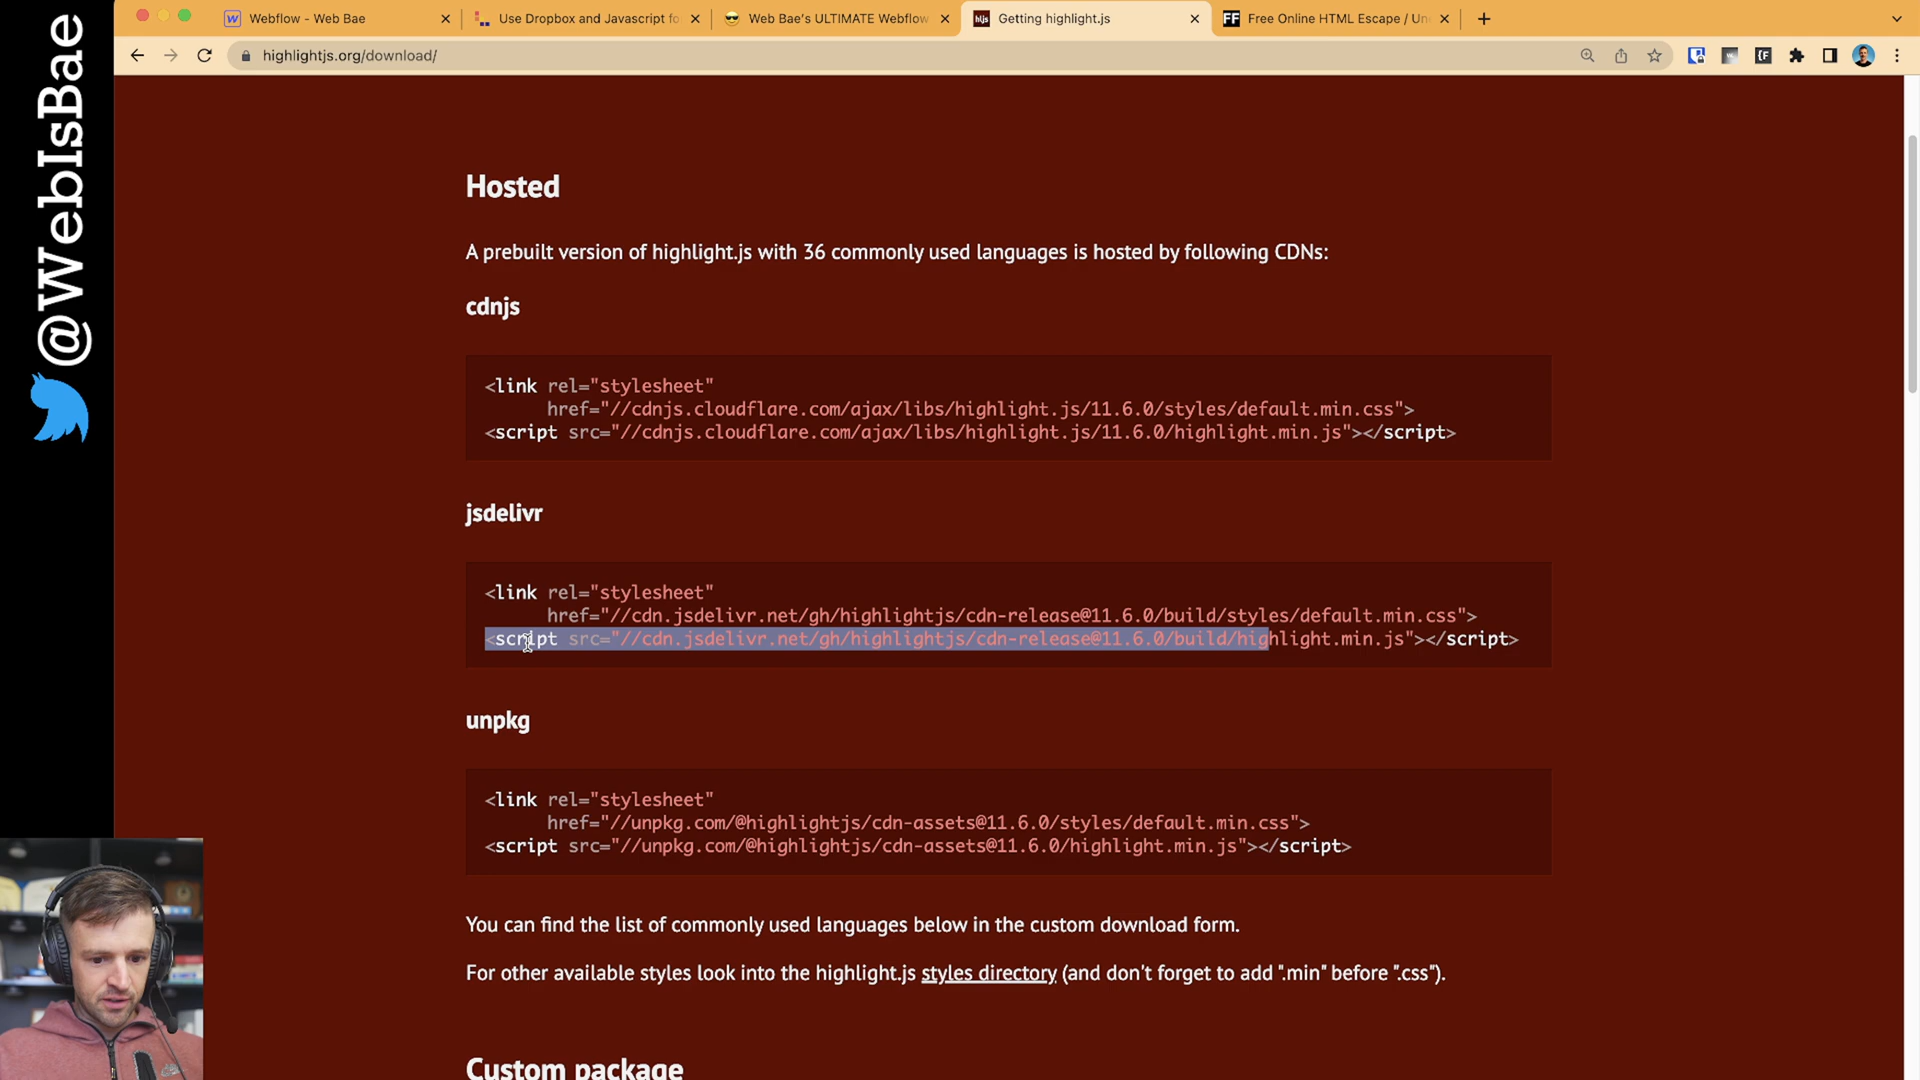 @WebIsBae
Webflow - Web Bae
Use Dropbox and Javascript fo
Web Bae's ULTIMATE Webflow
hljs
Getting highlight.js
FF
Free Online HTML Escape / Un
highlightjs.org/download/
Hosted
A prebuilt version of highlight.js with 36 commonly used languages is hosted by following CDNs:
cdnjs
<link rel="stylesheet"
href="//cdnjs.cloudflare.com/ajax/libs/highlight.js/11.6.0/styles/default.min.css">
<script src="//cdnjs.cloudflare.com/ajax/libs/highlight.js/11.6.0/highlight.min.js"></script>
jsdelivr
<link rel="stylesheet"
href="//cdn.jsdelivr.net/gh/highlightjs/cdn-release@11.6.0/build/styles/default.min.css">
<script src="//cdn.jsdelivr.net/gh/highlightjs/cdn-release@11.6.0/build/highlight.min.js"></script>
unpkg
<link rel="stylesheet"
href="//unpkg.com/@highlightjs/cdn-assets@11.6.0/styles/default.min.css">
<script src="//unpkg.com/@highlightjs/cdn-assets@11.6.0/highlight.min.js"></script>
You can find the list of commonly used languages below in the custom download form.
For other available styles look into the highlight.js styles directory (and don't forget to add ".min" before ".css").
Custom package